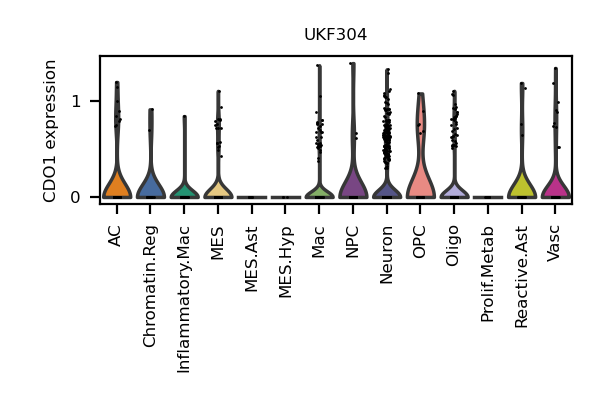 UKF304
CDO1 expression
1
0
AC
Chromatin.Reg
Inflammatory.Mac
MES
MES.Ast
MES.Hyp
Mac
NPC
Neuron
OPC
Oligo
Prolif.Metab
Reactive.Ast
Vasc